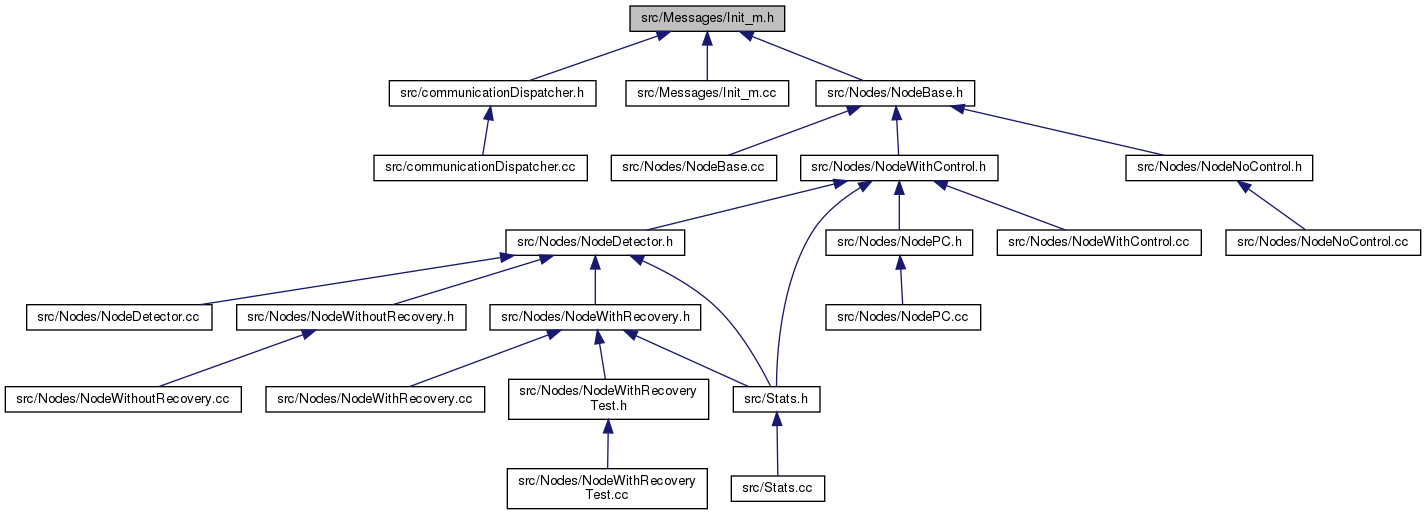 src/Messages/Init_m.h
src/communicationDispatcher.h
src/Messages/Init_m.cc
src/Nodes/NodeBase.h
src/communicationDispatcher.cc
src/Nodes/NodeBase.cc
src/Nodes/NodeWithControl.h
src/Nodes/NodeNoControl.h
src/Nodes/NodeDetector.h
src/Nodes/NodePC.h
src/Nodes/NodeWithControl.cc
src/Nodes/NodeNoControl.cc
src/Nodes/NodeDetector.cc
src/Nodes/NodeWithoutRecovery.h
src/Nodes/NodeWithRecovery.h
src/Nodes/NodePC.cc
src/Nodes/NodeWithoutRecovery.cc
src/Nodes/NodeWithRecovery.cc
src/Nodes/NodeWithRecovery
Test.h
src/Stats.h
src/Nodes/NodeWithRecovery
Test.cc
src/Stats.cc